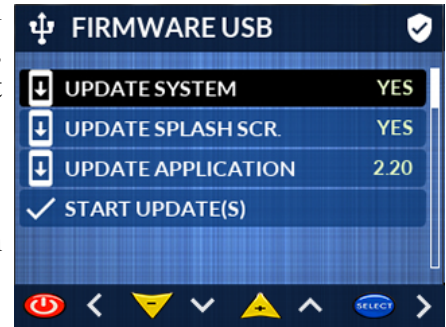 FIRMWARE USB
UPDATE SYSTEM YES
UPDATE SPLASH SCR. YES
UPDATE APPLICATION 2.20
START UPDATE(S)
SELECT